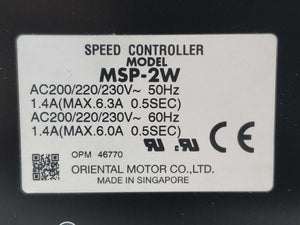 SPEED CONTROLLER
MODEL
MSP-2W
AC200/220/230V~ 50Hz
1.4A(MAX.6.3A 0.5SEC)
AC200/220/230V~ 60Hz
1.4A(MAX.6.0A 0.5SEC)
OPM 46770
ORIENTAL MOTOR CO.,LTD.
MADE IN SINGAPORE